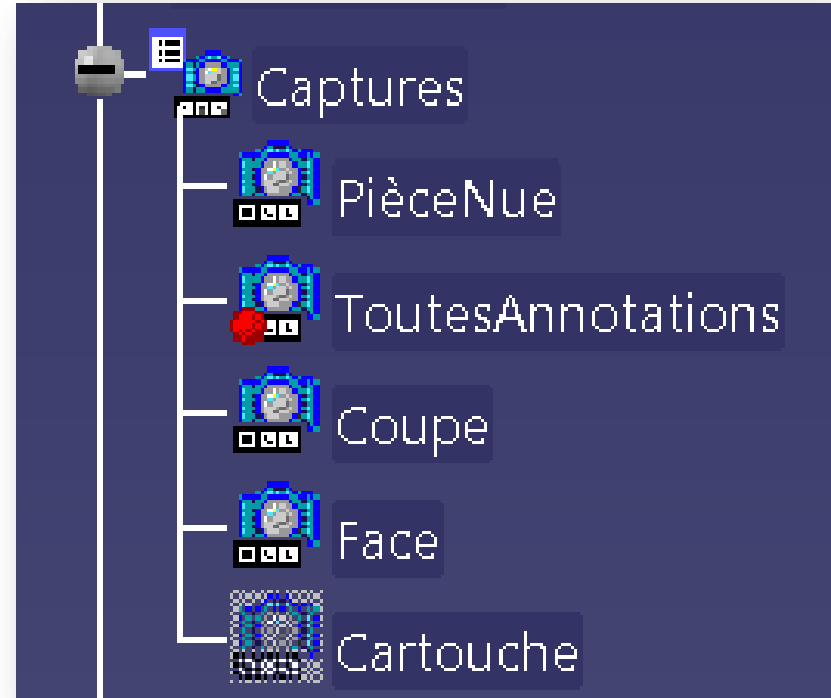 Captures
PièceNue
ToutesAnnotations
Coupe
Face
Cartouche